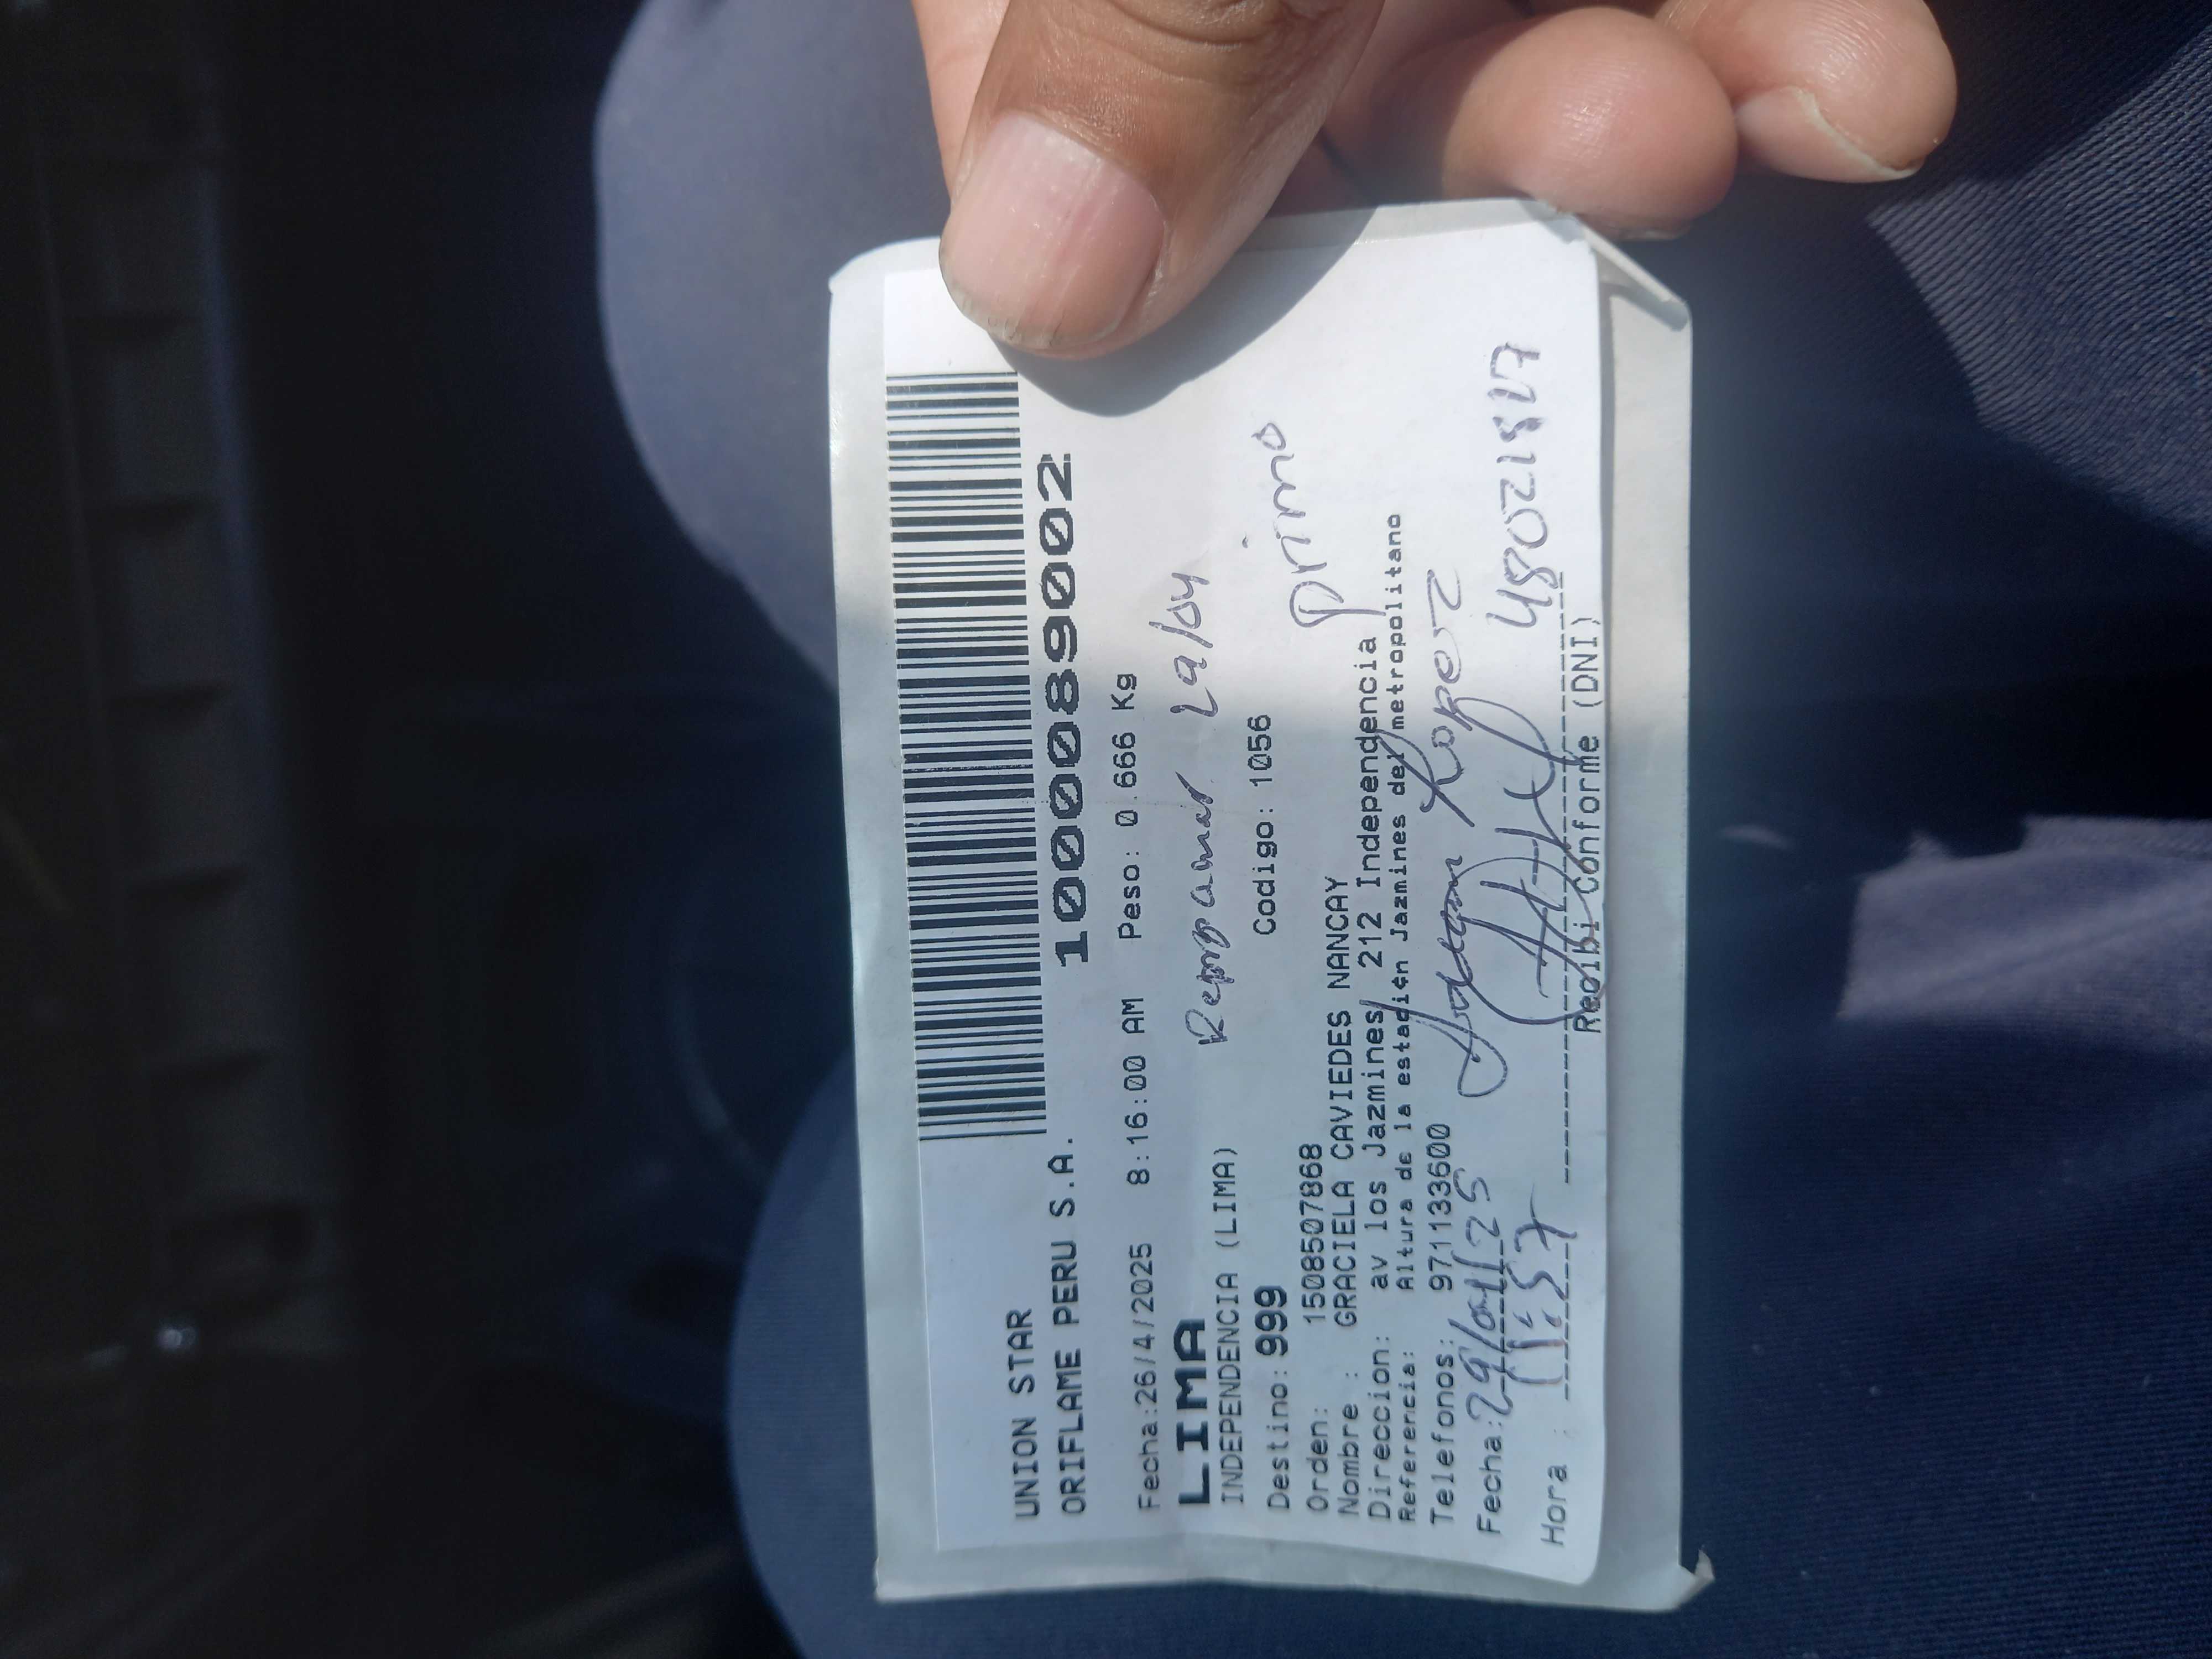 UNION STAR
ORIFLAME PERU S.A. 1000089002
Fecha:26/4/2025 8:16:00 AM Peso: 0.666 Kg
LIMA
INDEPENDENCIA (LIMA)
29/04
Destino:999 Codigo: 1056
primo
Orden: 1508507868
Nombre : GRACIELA CAVIEDES NANCAY
Direccion: av los Jazmines 212 Independencia
Referencia: Altura de la estación Jazmines del metropolitano
Telefonos: 971133600
Lopez
Fecha:29/04/25
Hora : 11:57
Recibi Conforme (DNI)